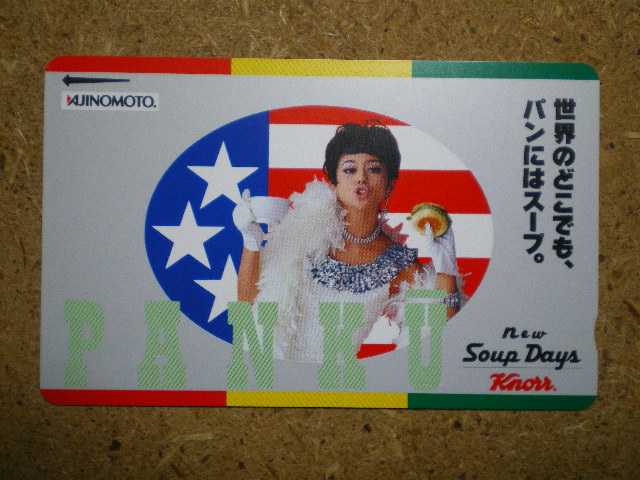 AJINOMOTO®
世界のどこでも、
パンにはスープ。
PANKŪ
new
Soup Days
Knorr®